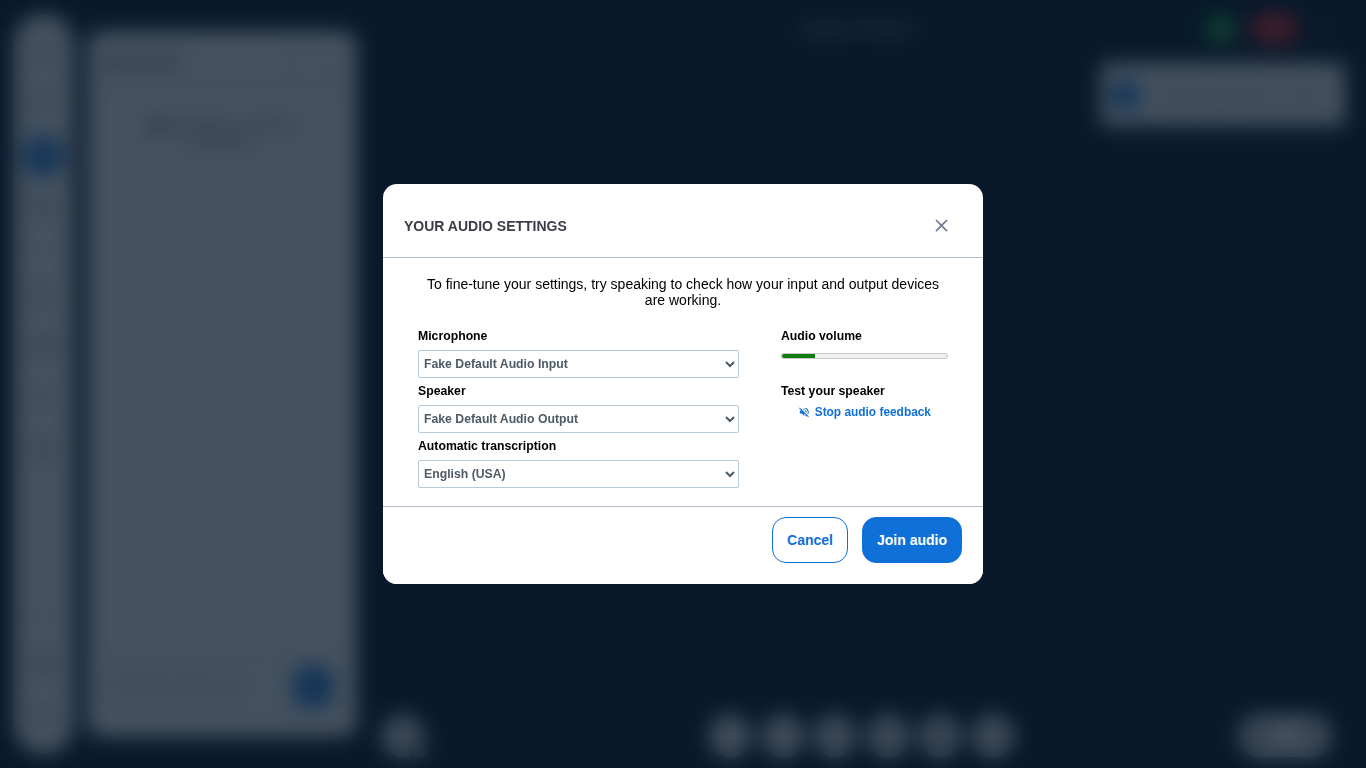 YOUR AUDIO SETTINGS
To fine-tune your settings, try speaking to check how your input and output devices
are working.
Microphone
Audio volume
Fake Default Audio Input
Speaker
Test your speaker
Fake Default Audio Output
Stop audio feedback
Automatic transcription
English (USA)
Cancel
Join audio